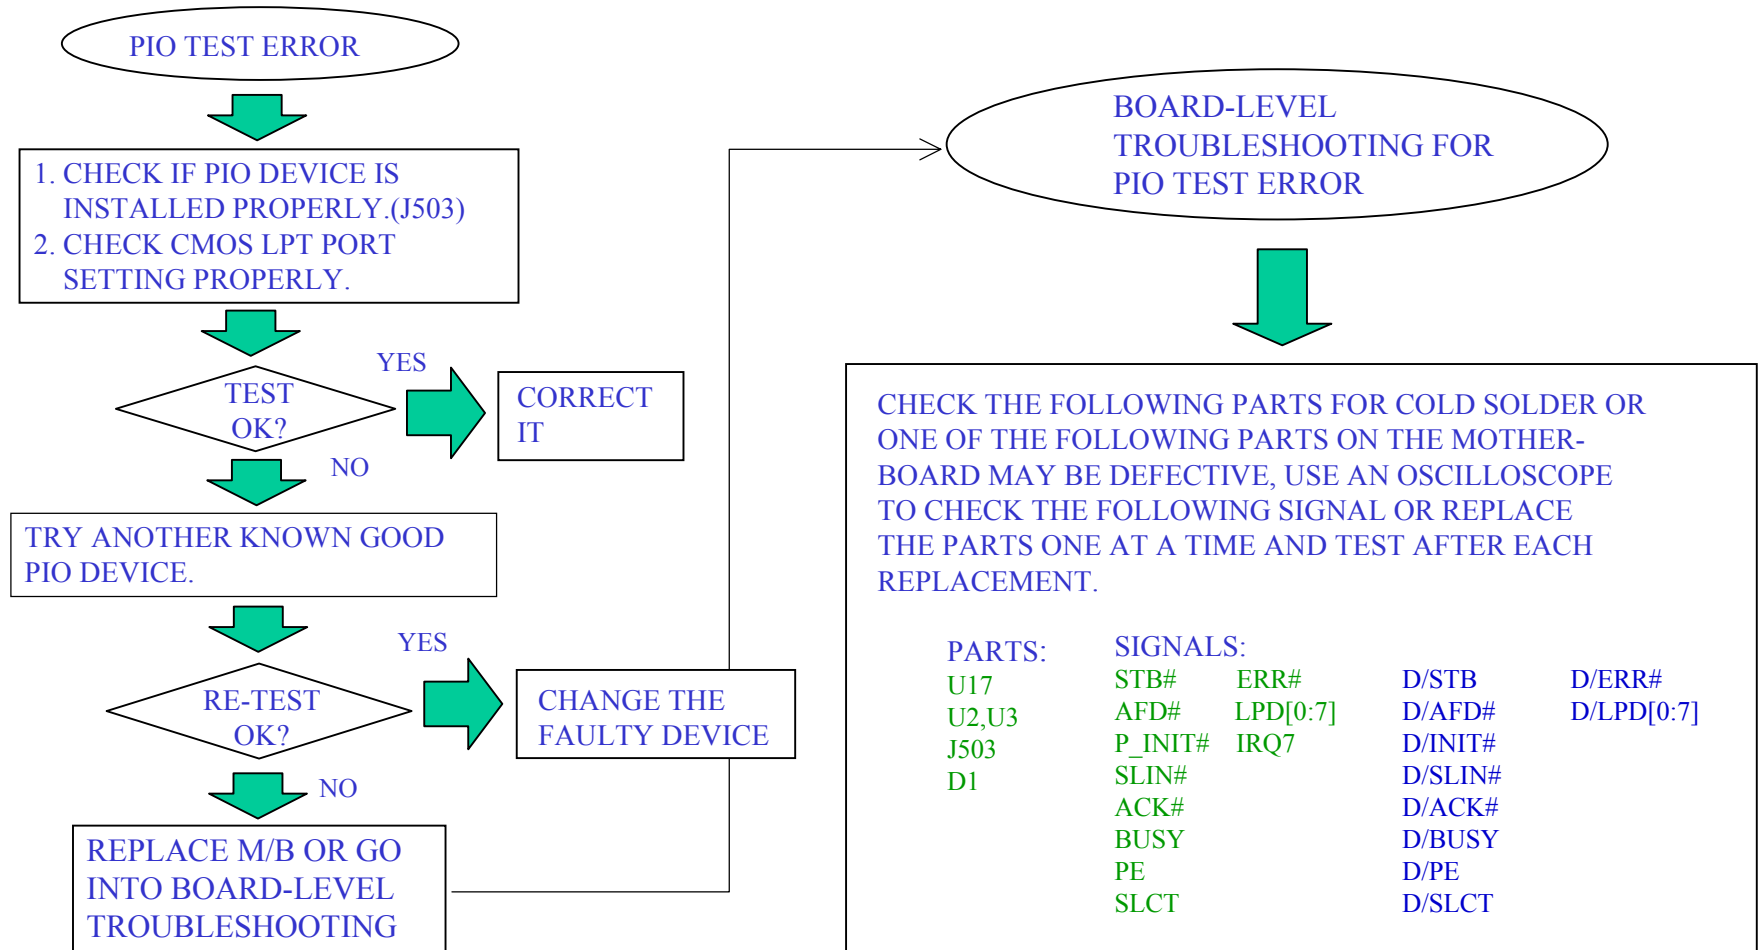 PIO TEST ERROR
1. CHECK IF PIO DEVICE IS
INSTALLED PROPERLY.(J503)
2. CHECK CMOS LPT PORT
SETTING PROPERLY.
TEST
OK?
YES
CORRECT
IT
NO
TRY ANOTHER KNOWN GOOD
PIO DEVICE.
RE-TEST
OK?
YES
CHANGE THE
FAULTY DEVICE
NO
REPLACE M/B OR GO
INTO BOARD-LEVEL
TROUBLESHOOTING
BOARD-LEVEL
TROUBLESHOOTING FOR
PIO TEST ERROR
CHECK THE FOLLOWING PARTS FOR COLD SOLDER OR
ONE OF THE FOLLOWING PARTS ON THE MOTHER-
BOARD MAY BE DEFECTIVE, USE AN OSCILLOSCOPE
TO CHECK THE FOLLOWING SIGNAL OR REPLACE
THE PARTS ONE AT A TIME AND TEST AFTER EACH
REPLACEMENT.
PARTS:
U17
U2,U3
J503
D1
SIGNALS:
STB# ERR# D/STB D/ERR#
AFD# LPD[0:7] D/AFD# D/LPD[0:7]
P_INIT# IRQ7 D/INIT#
SLIN# D/SLIN#
ACK# D/ACK#
BUSY D/BUSY
PE D/PE
SLCT D/SLCT